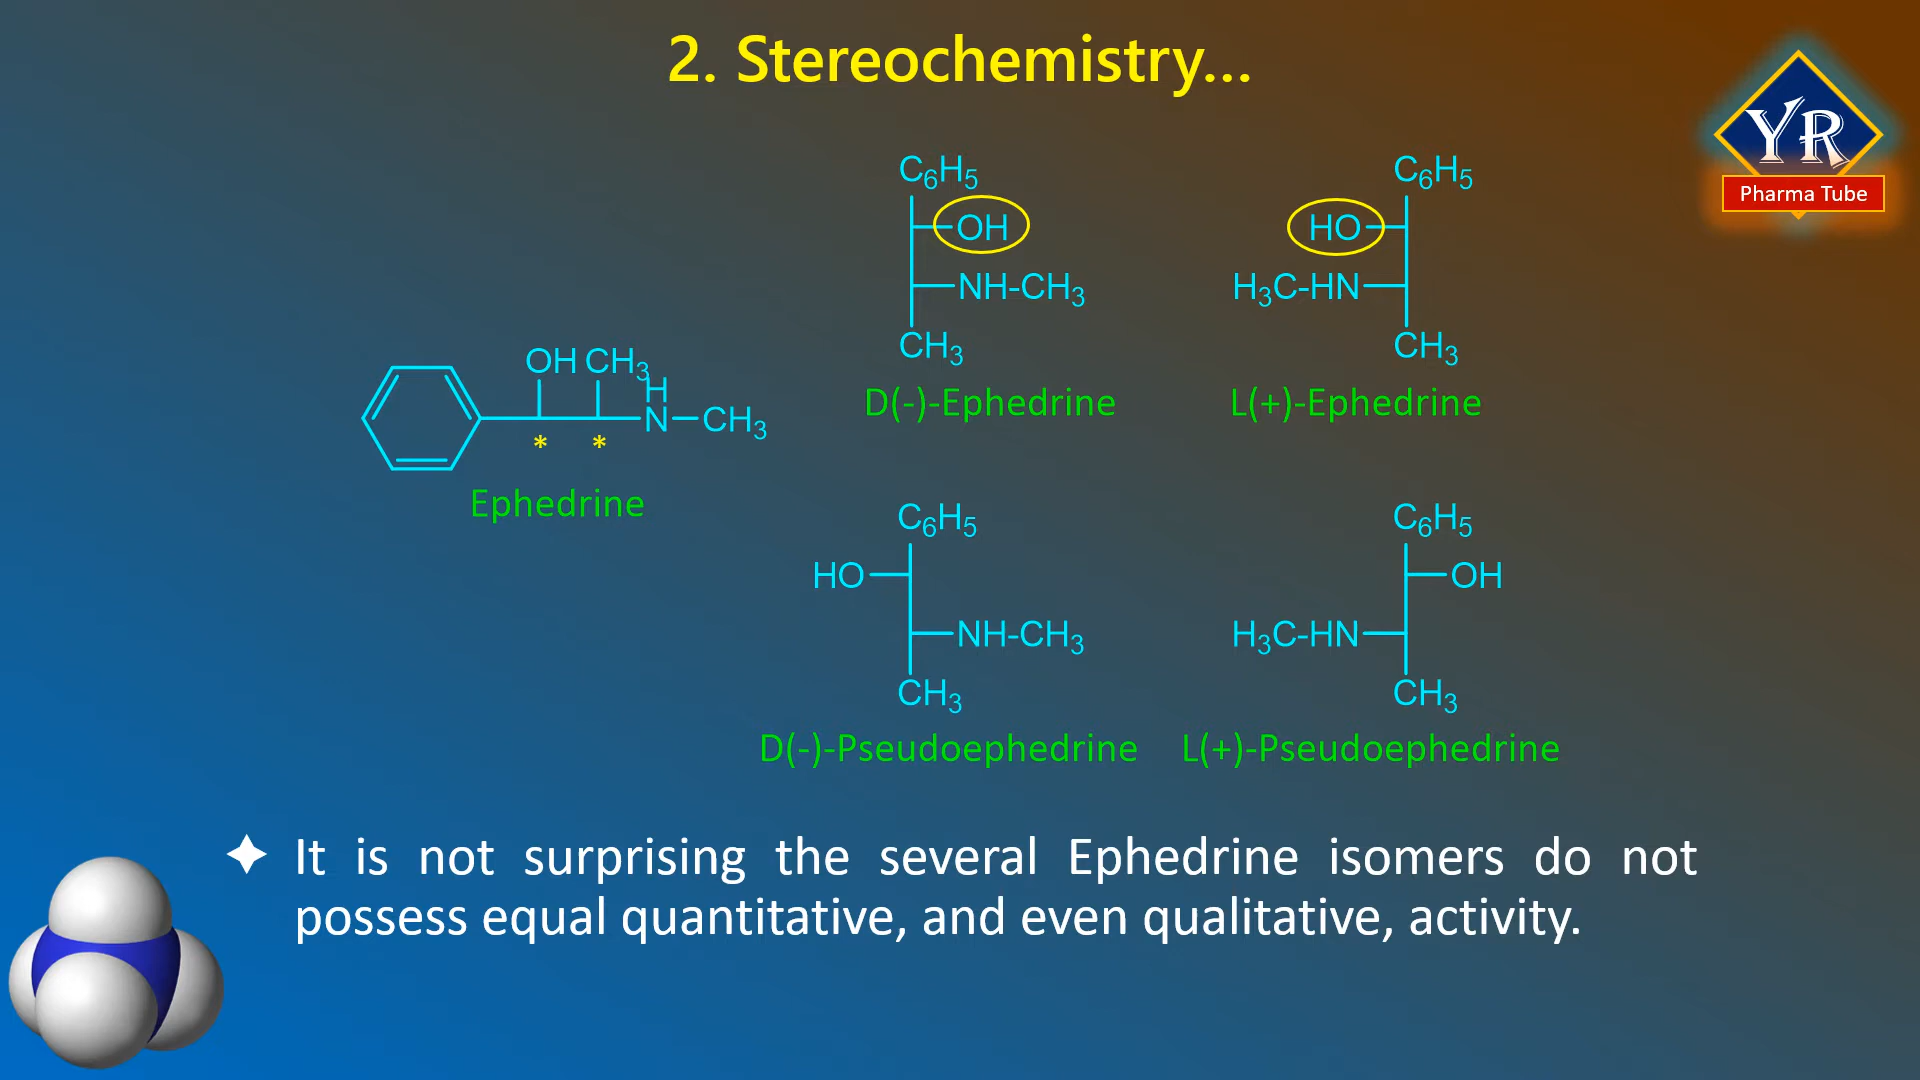 2. Stereochemistry...
YR
Pharma Tube
C6H5
OH
NH-CH3
CH3
D(-)-Ephedrine
C6H5
HO
H3C-HN
CH3
L(+)-Ephedrine
OH CH3
H
N
CH3
* *
Ephedrine
C6H5
HO
NH-CH3
CH3
D(-)-Pseudoephedrine
C6H5
OH
H3C-HN
CH3
L(+)-Pseudoephedrine
It is not surprising the several Ephedrine isomers do not
possess equal quantitative, and even qualitative, activity.